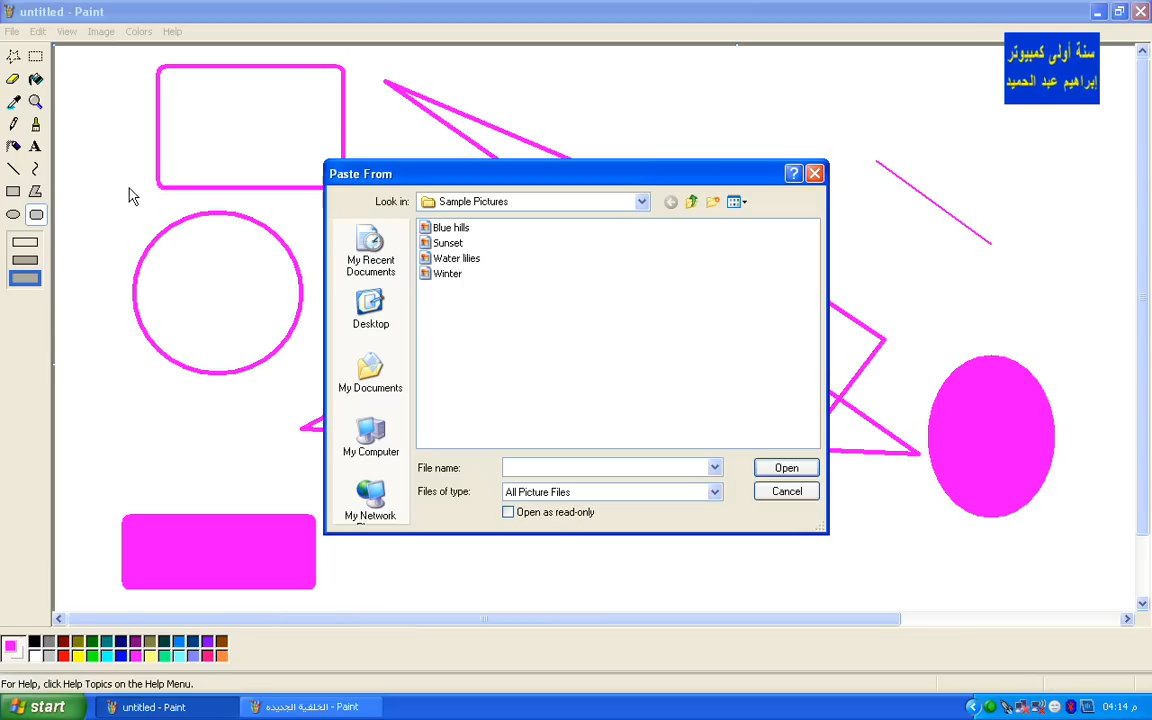 untitled - Paint
File Edit View Image Colors Help
سنة أولى كمبيوتر
إبراهيم عبد الحميد
A
Paste From
Look in: Sample Pictures
My Recent Documents
Desktop
My Documents
My Computer
My Network
Blue hills
Sunset
Water lilies
Winter
File name:
Open
Files of type: All Picture Files
Cancel
Open as read-only
For Help, click Help Topics on the Help Menu.
start
untitled - Paint
الخلفية الجديده - Paint
04:14 م